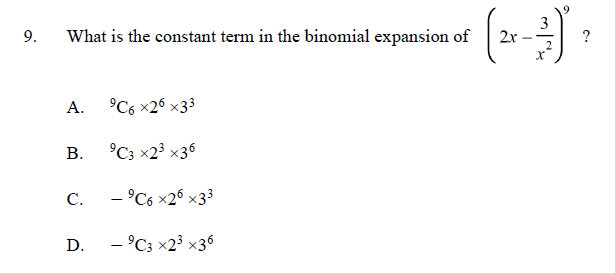 9. What is the constant term in the binomial expansion of (2x − 3/x²)⁹ ?
A. ⁹C₆ ×2⁶ ×3³
B. ⁹C₃ ×2³ ×3⁶
C. – ⁹C₆ ×2⁶ ×3³
D. – ⁹C₃ ×2³ ×3⁶